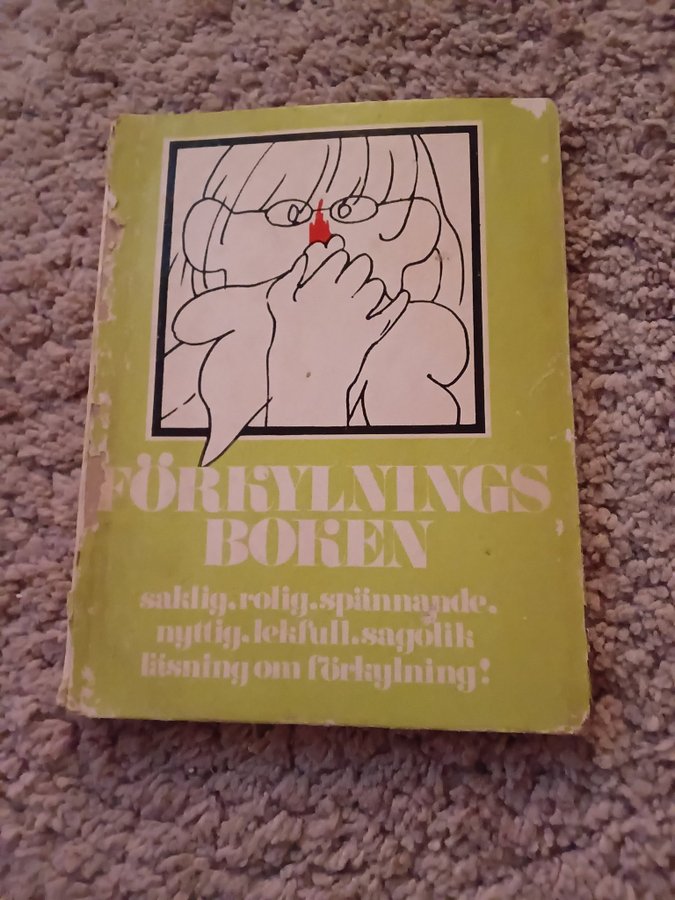 FÖRKYLNINGS
BOKEN
saklig.rolig.spännande.
nyttig.lekfull.sagolik
läsning om förkylning!